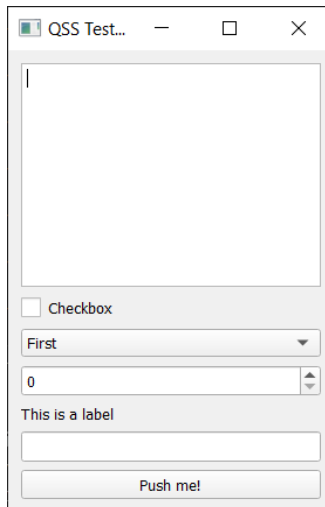 QSS Test...
Checkbox
First
0
This is a label
Push me!